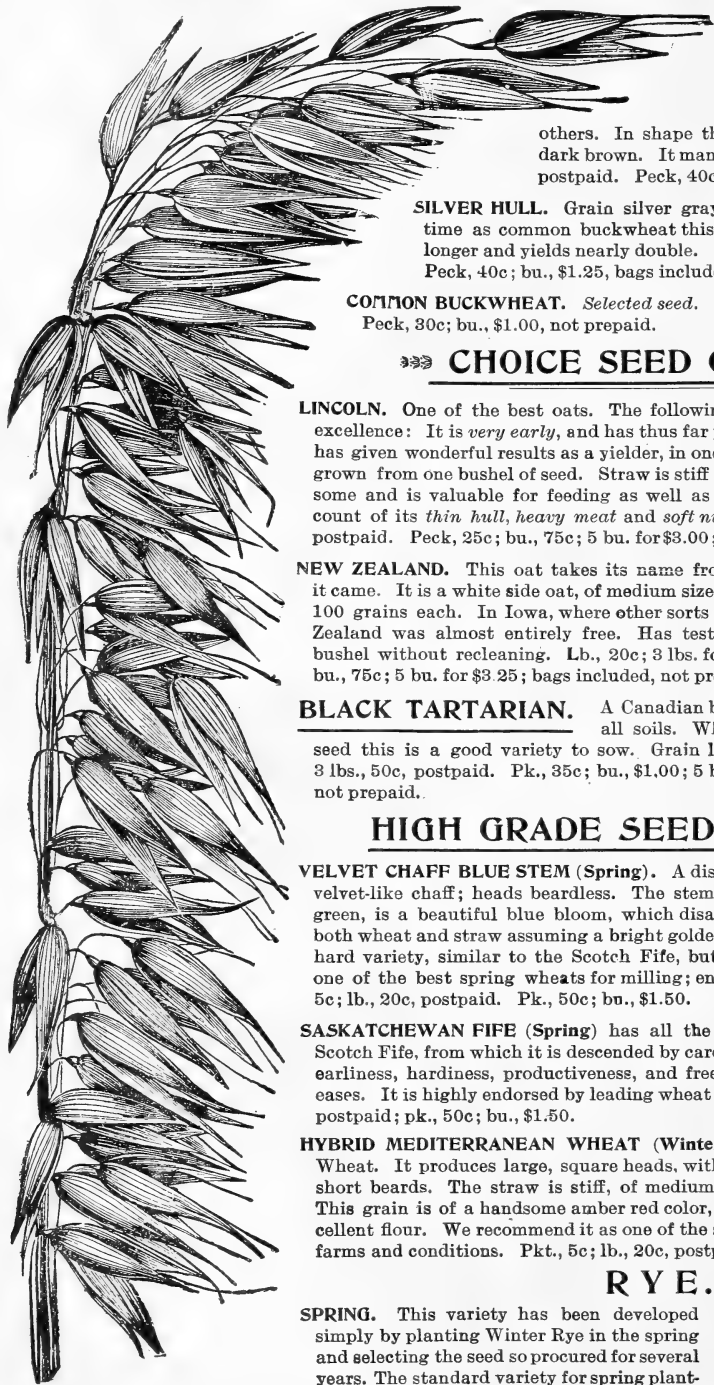 others. In shape th
dark brown. It man
postpaid. Peck, 40c
SILVER HULL. Grain silver gray
time as common buckwheat this
longer and yields nearly double.
Peck, 40c; bu., $1.25, bags include
COMMON BUCKWHEAT. Selected seed.
Peck, 30c; bu., $1.00, not prepaid.
CHOICE SEED
LINCOLN. One of the best oats. The followin
excellence: It is very early, and has thus far
has given wonderful results as a yielder, in one
grown from one bushel of seed. Straw is stiff
some and is valuable for feeding as well as
count of its thin hull, heavy meat and soft ni
postpaid. Peck, 25c; bu., 75c; 5 bu. for $3.00;
NEW ZEALAND. This oat takes its name fro
it came. It is a white side oat, of medium size
100 grains each. In Iowa, where other sorts
Zealand was almost entirely free. Has test
bushel without recleaning. Lb., 20c; 3 lbs. fo
bu., 75c; 5 bu. for $3.25; bags included, not pr
BLACK TARTARIAN. A Canadian b
all soils. Wh
seed this is a good variety to sow. Grain l
3 lbs., 50c, postpaid. Pk., 35c; bu., $1.00; 5 b
not prepaid.
HIGH GRADE SEED
VELVET CHAFF BLUE STEM (Spring). A dis
velvet-like chaff; heads beardless. The stem
green, is a beautiful blue bloom, which disa
both wheat and straw assuming a bright golde
hard variety, similar to the Scotch Fife, but
one of the best spring wheats for milling; en
5c; lb., 20c, postpaid. Pk., 50c; bu., $1.50.
SASKATCHEWAN FIFE (Spring) has all the
Scotch Fife, from which it is descended by care
earliness, hardiness, productiveness, and free
eases. It is highly endorsed by leading wheat
postpaid; pk., 50c; bu., $1.50.
HYBRID MEDITERRANEAN WHEAT (Winte
Wheat. It produces large, square heads, with
short beards. The straw is stiff, of medium
This grain is of a handsome amber red color,
cellent flour. We recommend it as one of the s
farms and conditions. Pkt., 5c; lb., 20c, postp
RYE.
SPRING. This variety has been developed
simply by planting Winter Rye in the spring
and selecting the seed so procured for several
years. The standard variety for spring plant-